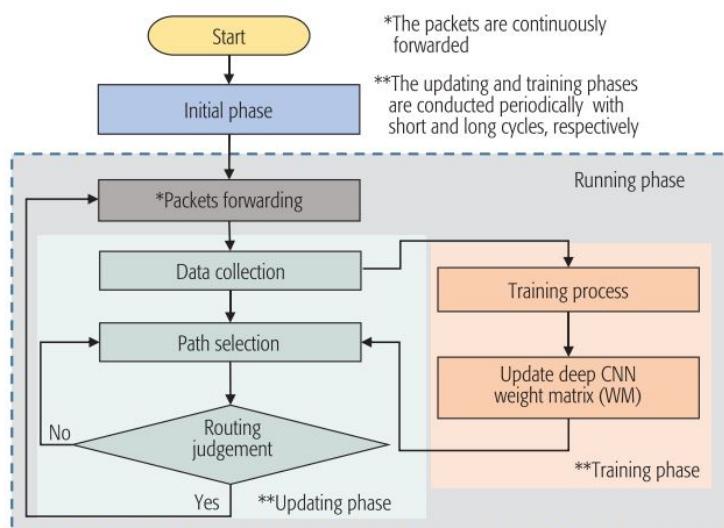 Start
*The packets are continuously
forwarded
**The updating and training phases
are conducted periodically with
short and long cycles, respectively
Initial phase
Running phase
*Packets forwarding
Data collection
Training process
Path selection
Update deep CNN
weight matrix (WM)
Routing
judgement
No
Yes
**Updating phase
**Training phase